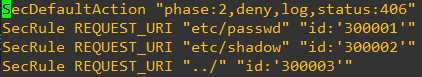 SecDefaultAction "phase:2,deny,log,status:406"
SecRule REQUEST_URI "etc/passwd" "id:'300001'"
SecRule REQUEST_URI "etc/shadow" "id:'300002'"
SecRule REQUEST_URI "../" "id:'300003'"